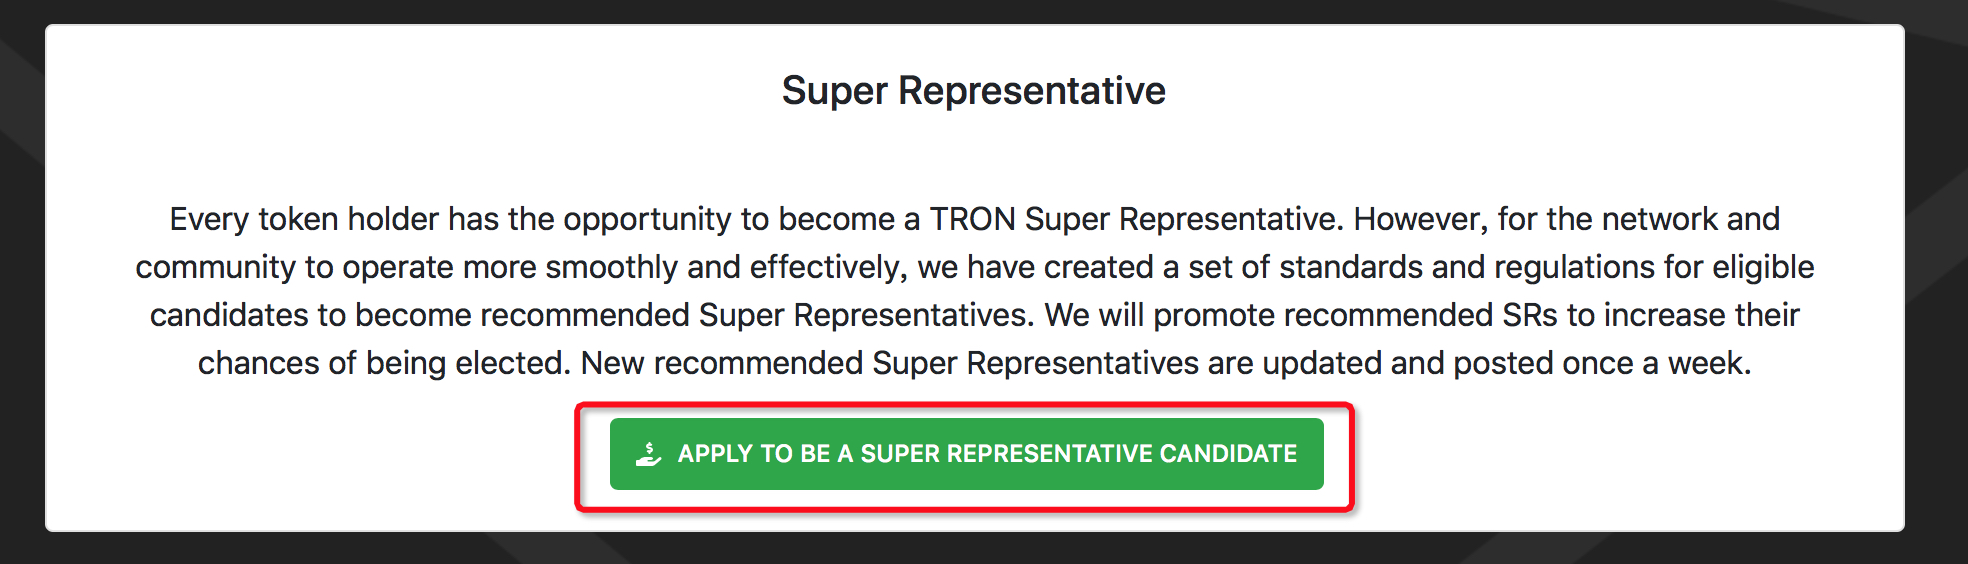 Super Representative
Every token holder has the opportunity to become a TRON Super Representative. However, for the network and
community to operate more smoothly and effectively, we have created a set of standards and regulations for eligible
candidates to become recommended Super Representatives. We will promote recommended SRs to increase their
chances of being elected. New recommended Super Representatives are updated and posted once a week.
APPLY TO BE A SUPER REPRESENTATIVE CANDIDATE